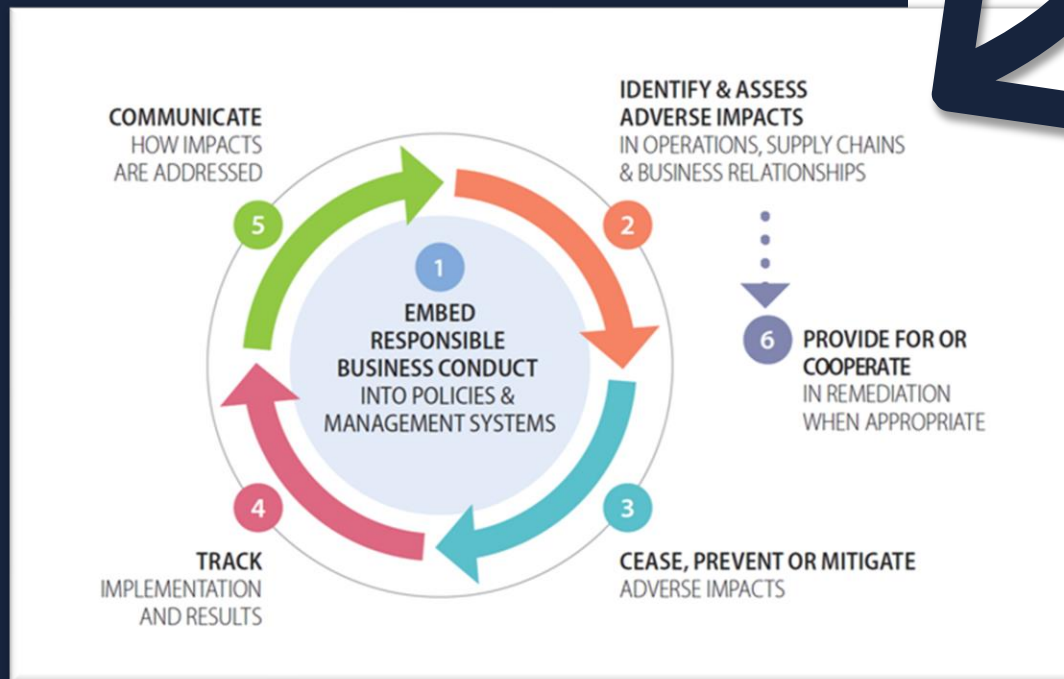 1
EMBED
RESPONSIBLE
BUSINESS CONDUCT
INTO POLICIES &
MANAGEMENT SYSTEMS
2
IDENTIFY & ASSESS
ADVERSE IMPACTS
IN OPERATIONS, SUPPLY CHAINS
& BUSINESS RELATIONSHIPS
3
CEASE, PREVENT OR MITIGATE
ADVERSE IMPACTS
4
TRACK
IMPLEMENTATION
AND RESULTS
5
COMMUNICATE
HOW IMPACTS
ARE ADDRESSED
6
PROVIDE FOR OR
COOPERATE
IN REMEDIATION
WHEN APPROPRIATE